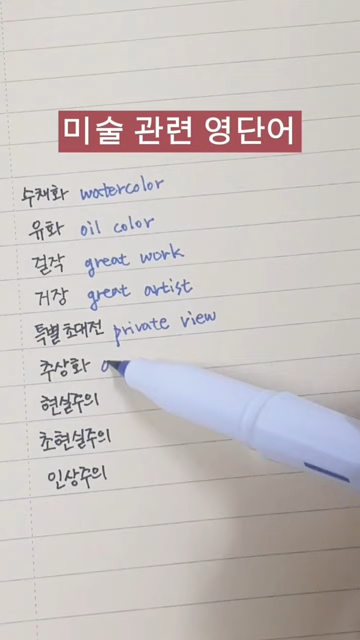 미술 관련 영단어
수채화 watercolor
유화 oil color
걸작 great work
거장 great artist
특별초대전 private view
추상화
현실주의
초현실주의
인상주의